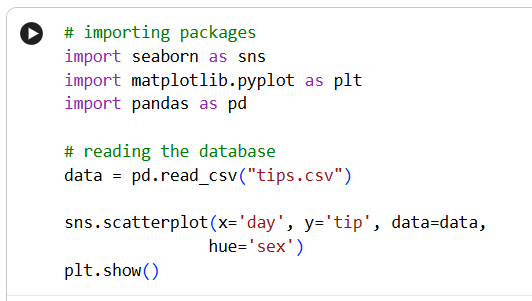 # importing packages
import seaborn as sns
import matplotlib.pyplot as plt
import pandas as pd
# reading the database
data = pd.read_csv("tips.csv")
sns.scatterplot(x='day', y='tip', data=data,
hue='sex')
plt.show()